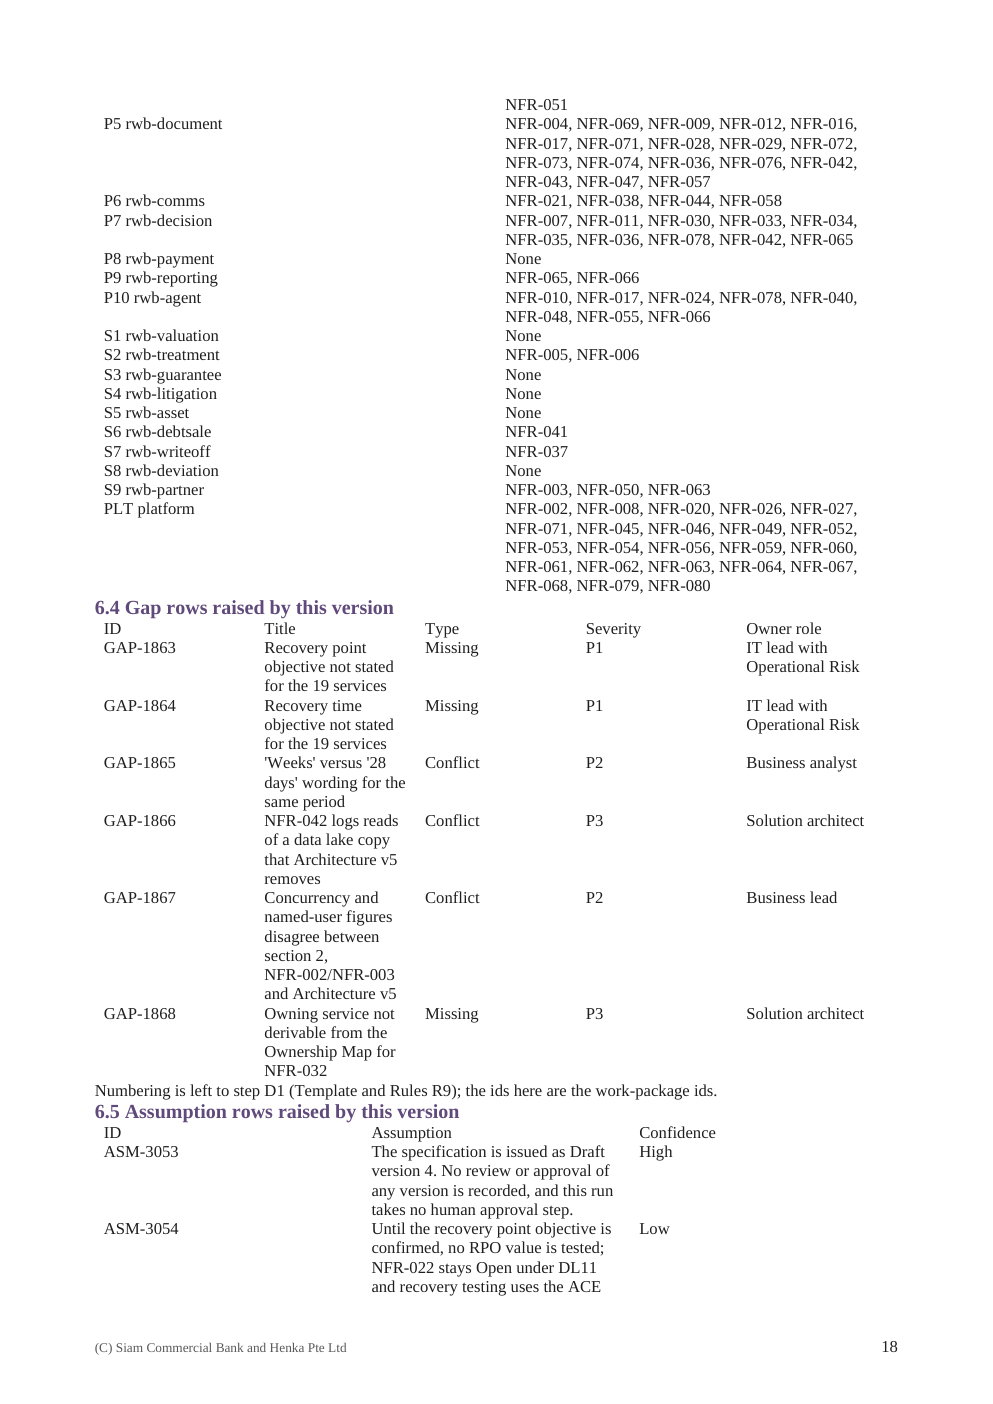 NFR-051
P5 rwb-document NFR-004, NFR-069, NFR-009, NFR-012, NFR-016,
NFR-017, NFR-071, NFR-028, NFR-029, NFR-072,
NFR-073, NFR-074, NFR-036, NFR-076, NFR-042,
NFR-043, NFR-047, NFR-057
P6 rwb-comms NFR-021, NFR-038, NFR-044, NFR-058
P7 rwb-decision NFR-007, NFR-011, NFR-030, NFR-033, NFR-034,
NFR-035, NFR-036, NFR-078, NFR-042, NFR-065
P8 rwb-payment None
P9 rwb-reporting NFR-065, NFR-066
P10 rwb-agent NFR-010, NFR-017, NFR-024, NFR-078, NFR-040,
NFR-048, NFR-055, NFR-066
S1 rwb-valuation None
S2 rwb-treatment NFR-005, NFR-006
S3 rwb-guarantee None
S4 rwb-litigation None
S5 rwb-asset None
S6 rwb-debtsale NFR-041
S7 rwb-writeoff NFR-037
S8 rwb-deviation None
S9 rwb-partner NFR-003, NFR-050, NFR-063
PLT platform NFR-002, NFR-008, NFR-020, NFR-026, NFR-027,
NFR-071, NFR-045, NFR-046, NFR-049, NFR-052,
NFR-053, NFR-054, NFR-056, NFR-059, NFR-060,
NFR-061, NFR-062, NFR-063, NFR-064, NFR-067,
NFR-068, NFR-079, NFR-080
6.4 Gap rows raised by this version
ID Title Type Severity Owner role
GAP-1863 Recovery point Missing P1 IT lead with
objective not stated Operational Risk
for the 19 services
GAP-1864 Recovery time Missing P1 IT lead with
objective not stated Operational Risk
for the 19 services
GAP-1865 'Weeks' versus '28 Conflict P2 Business analyst
days' wording for the
same period
GAP-1866 NFR-042 logs reads Conflict P3 Solution architect
of a data lake copy
that Architecture v5
removes
GAP-1867 Concurrency and Conflict P2 Business lead
named-user figures
disagree between
section 2,
NFR-002/NFR-003
and Architecture v5
GAP-1868 Owning service not Missing P3 Solution architect
derivable from the
Ownership Map for
NFR-032
Numbering is left to step D1 (Template and Rules R9); the ids here are the work-package ids.
6.5 Assumption rows raised by this version
ID Assumption Confidence
ASM-3053 The specification is issued as Draft High
version 4. No review or approval of
any version is recorded, and this run
takes no human approval step.
ASM-3054 Until the recovery point objective is Low
confirmed, no RPO value is tested;
NFR-022 stays Open under DL11
and recovery testing uses the ACE
(C) Siam Commercial Bank and Henka Pte Ltd 18